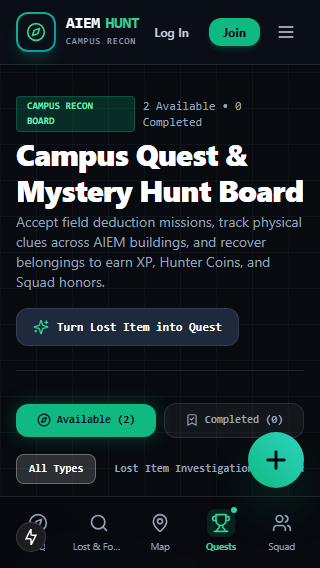 AIEM HUNT
CAMPUS RECON
Log In
Join
CAMPUS RECON
BOARD
2 Available • 0
Completed
Campus Quest &
Mystery Hunt Board
Accept field deduction missions, track physical
clues across AIEM buildings, and recover
belongings to earn XP, Hunter Coins, and
Squad honors.
Turn Lost Item into Quest
Available (2)
Completed (0)
All Types
Lost Item Investigation
Lost & Fo...
Map
Quests
Squad